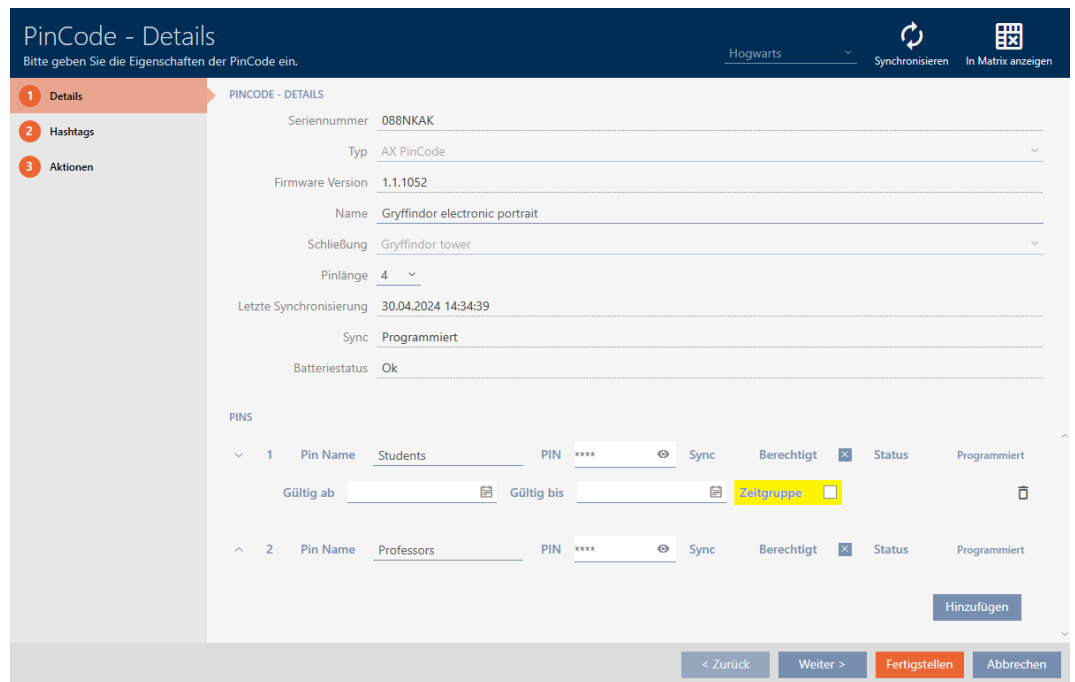 PinCode - Details
Bitte geben Sie die Eigenschaften der PinCode ein.
Hogwarts
Synchronisieren
In Matrix anzeigen
1 Details
2 Hashtags
3 Aktionen
PINCODE - DETAILS
Seriennummer 088NKAK
Typ AX PinCode
Firmware Version 1.1.1052
Name Gryffindor electronic portrait
Schließung Gryffindor tower
Pinlänge 4
Letzte Synchronisierung 30.04.2024 14:34:39
Sync Programmiert
Batteriestatus Ok
PINS
1 Pin Name Students PIN **** Sync Berechtigt Status Programmiert
Gültig ab Gültig bis Zeitgruppe
2 Pin Name Professors PIN **** Sync Berechtigt Status Programmiert
Hinzufügen
< Zurück Weiter > Fertigstellen Abbrechen